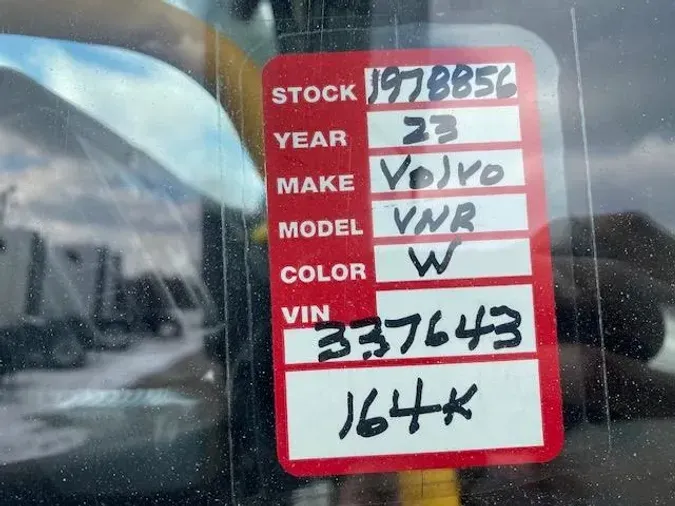 STOCK 1978856
YEAR 23
MAKE Volvo
MODEL VNR
COLOR W
VIN
337643
164K